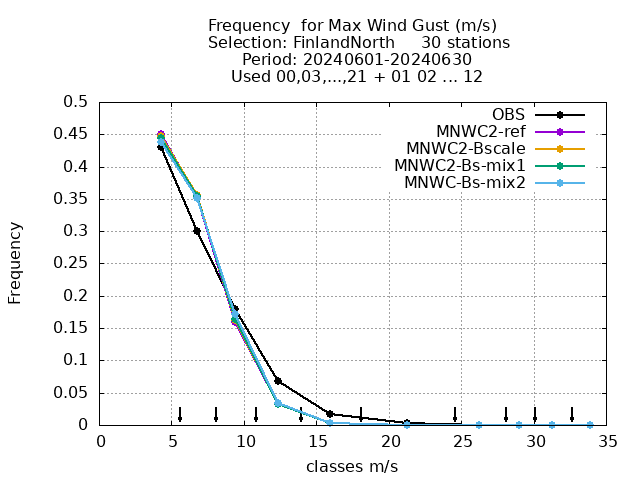 Frequency  for Max Wind Gust (m/s)
Selection: FinlandNorth     30 stations
Period: 20240601-20240630
Used 00,03,...,21 + 01 02 ... 12
0.5
0.45
0.4
0.35
0.3
0.25
0.2
0.15
0.1
0.05
0
Frequency
OBS
MNWC2-ref
MNWC2-Bscale
MNWC2-Bs-mix1
MNWC-Bs-mix2
0 5 10 15 20 25 30 35
classes m/s